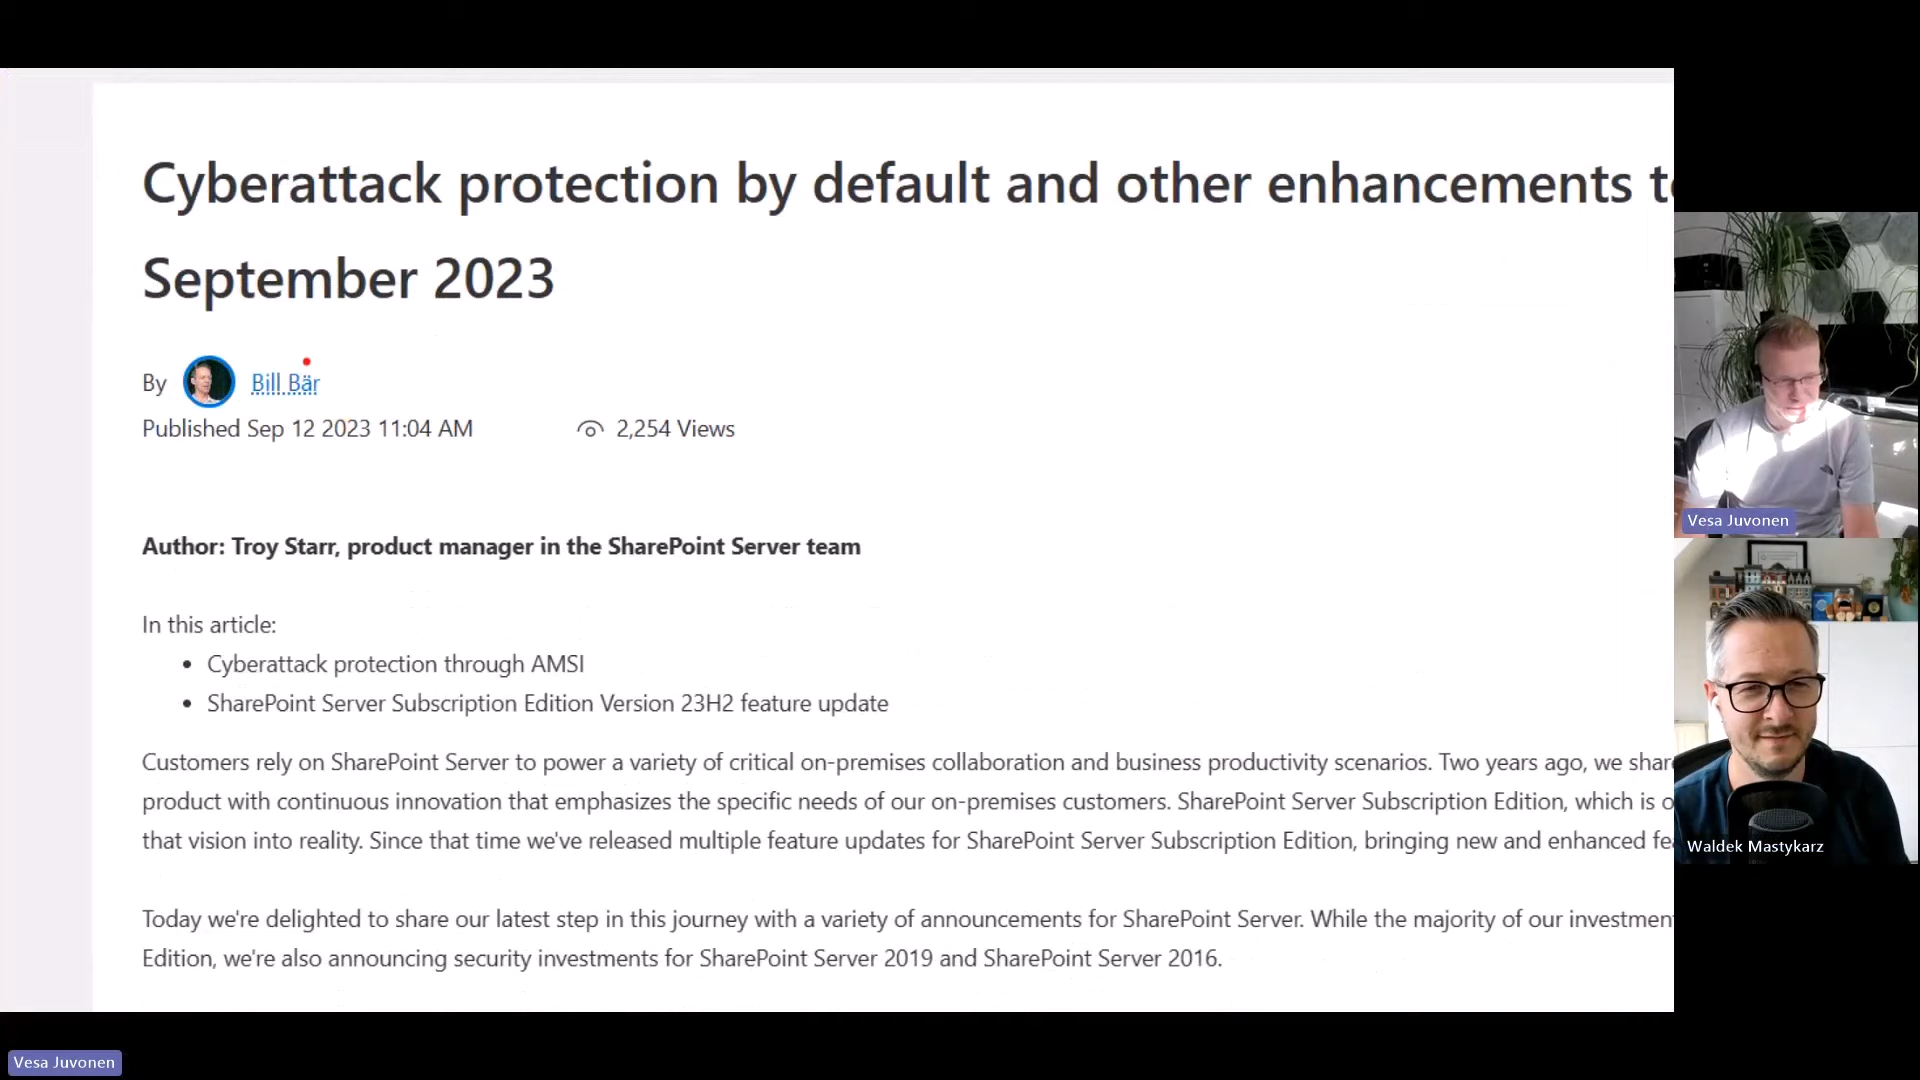 Cyberattack protection by default and other enhancements
September 2023
By Bill Bär
Published Sep 12 2023 11:04 AM 2,254 Views
Author: Troy Starr, product manager in the SharePoint Server team
In this article:
• Cyberattack protection through AMSI
• SharePoint Server Subscription Edition Version 23H2 feature update
Customers rely on SharePoint Server to power a variety of critical on-premises collaboration and business productivity scenarios. Two years ago, we
product with continuous innovation that emphasizes the specific needs of our on-premises customers. SharePoint Server Subscription Edition, which is
that vision into reality. Since that time we've released multiple feature updates for SharePoint Server Subscription Edition, bringing new and enhanced
Today we're delighted to share our latest step in this journey with a variety of announcements for SharePoint Server. While the majority of our
Edition, we're also announcing security investments for SharePoint Server 2019 and SharePoint Server 2016.
Vesa Juvonen
Waldek Mastykarz
Vesa Juvonen